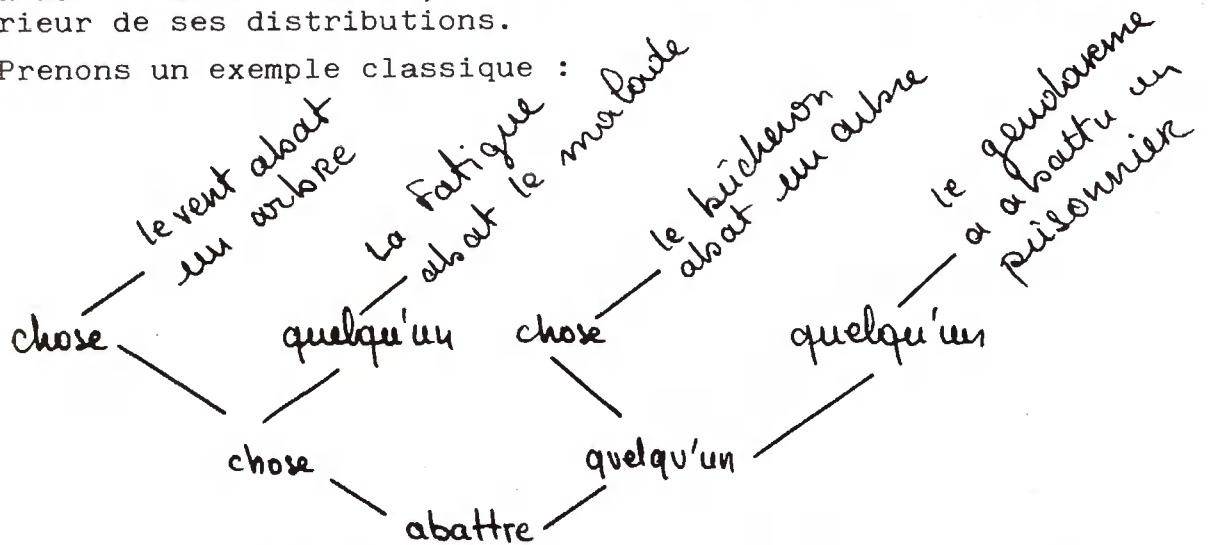 rieur de ses distributions.
Prenons un exemple classique :
le vent abat
un arbre
La Fatigue
abat le malade
le bûcheron
abat un arbre
le gendarme
a abattu un
prisonnier
chose
quelqu'un
chose
quelqu'un
chose
quelqu'un
abattre